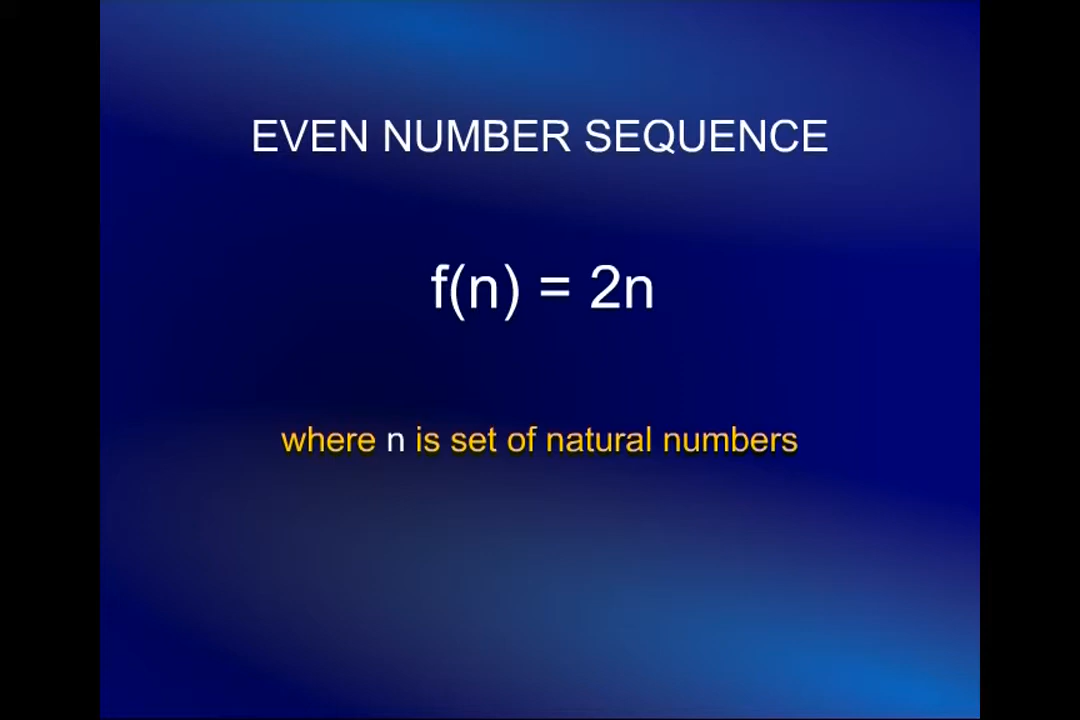 EVEN NUMBER SEQUENCE
f(n) = 2n
where n is set of natural numbers